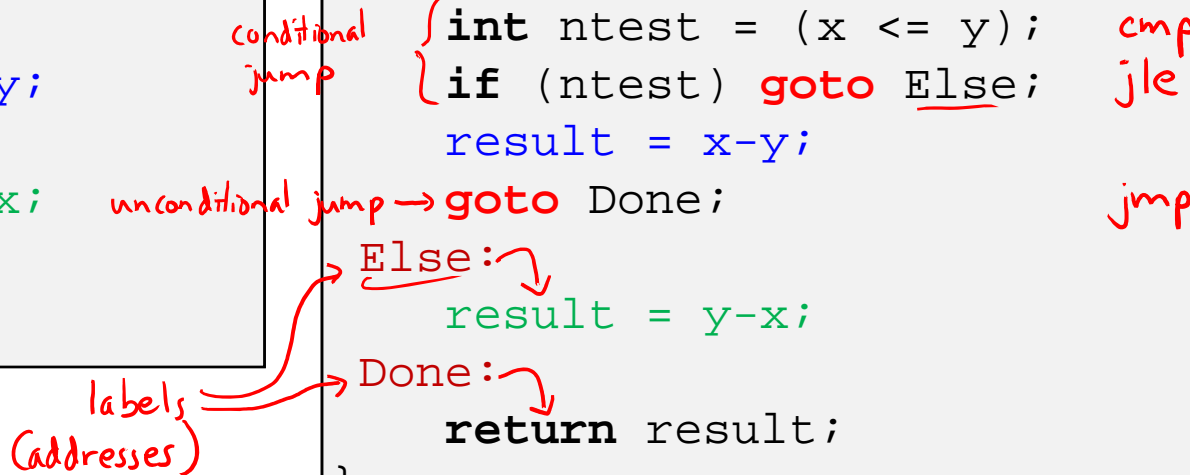 conditional
jump
int ntest = (x <= y); cmp
y; if (ntest) goto Else; jle
result = x-y;
x; unconditional jump → goto Done; jmp
Else:
result = y-x;
Done:
labels
(addresses)
return result;
}